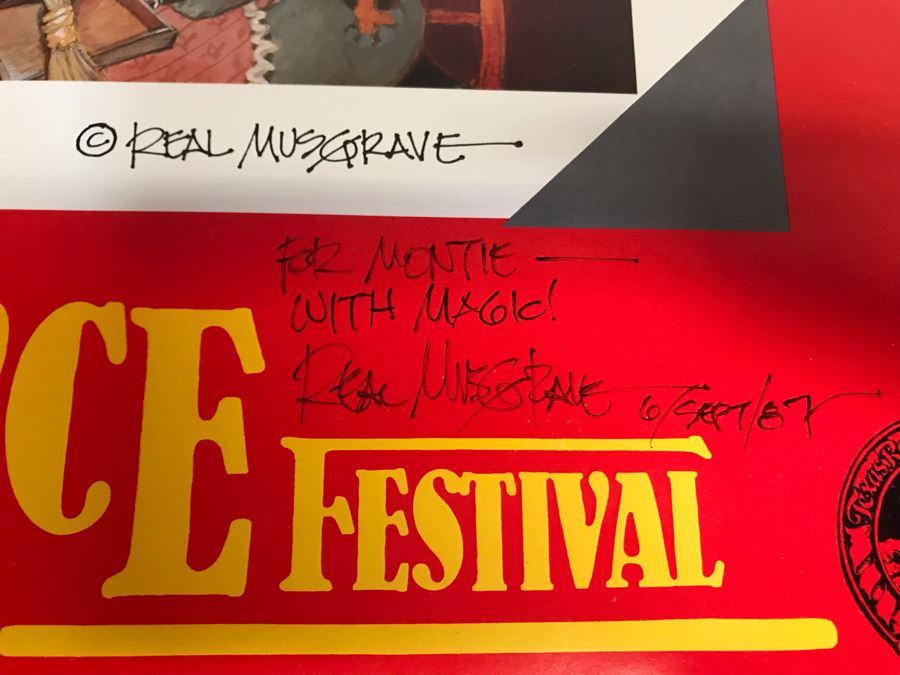 © REAL MUSGRAVE
FOR MONTIE —
WITH MAGIC!
REAL MUSGRAVE 6/SEPT/87
CE
FESTIVAL